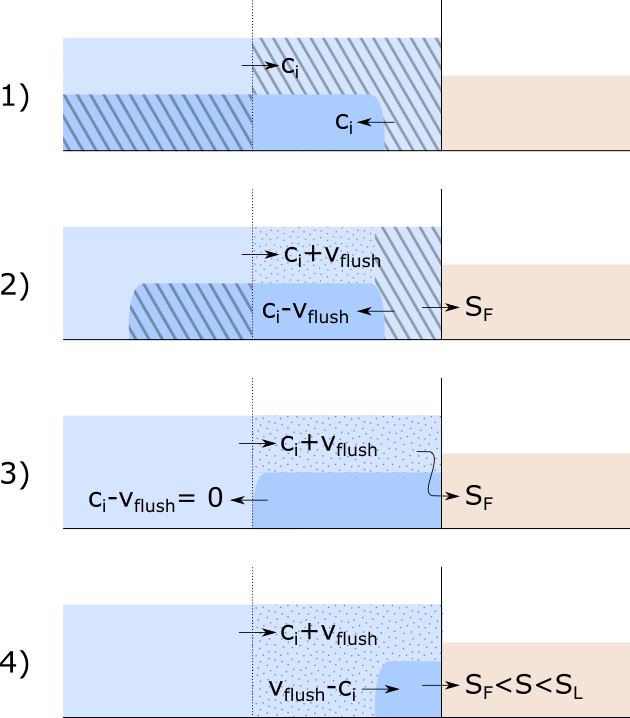 1)
cᵢ
cᵢ
2)
cᵢ+v_flush
cᵢ-v_flush
S_F
3)
cᵢ+v_flush
cᵢ-v_flush= 0
S_F
4)
cᵢ+v_flush
v_flush-cᵢ
S_F<S<S_L